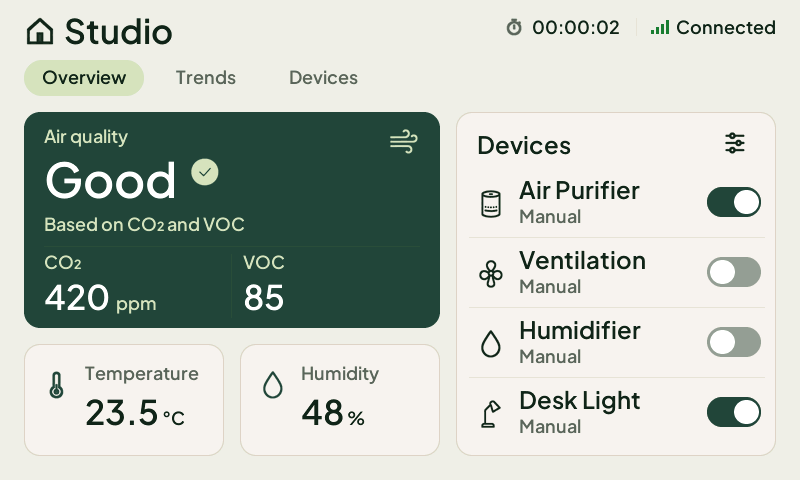 Studio
00:00:02
Connected
Overview
Trends
Devices
Air quality
Good
Based on CO₂ and VOC
CO₂
420 ppm
VOC
85
Temperature
23.5 °C
Humidity
48 %
Devices
Air Purifier
Manual
Ventilation
Manual
Humidifier
Manual
Desk Light
Manual